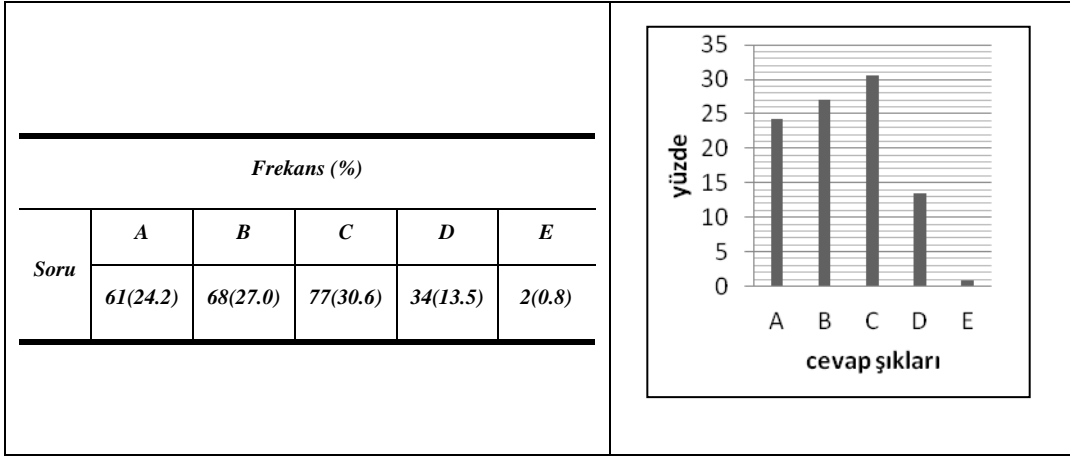 Frekans (%)
Soru
A B C D E
61(24.2) 68(27.0) 77(30.6) 34(13.5) 2(0.8)
yüzde
35
30
25
20
15
10
5
0
A B C D E
cevap şıkları